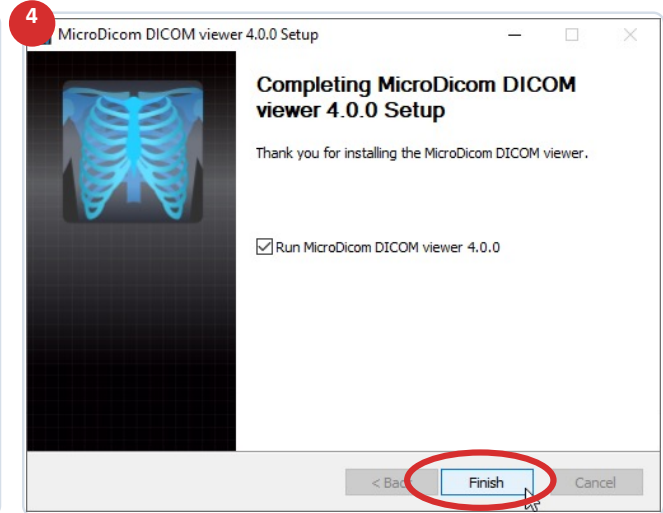 4
MicroDicom DICOM viewer 4.0.0 Setup
Completing MicroDicom DICOM
viewer 4.0.0 Setup
Thank you for installing the MicroDicom DICOM viewer.
Run MicroDicom DICOM viewer 4.0.0
< Back Finish Cancel